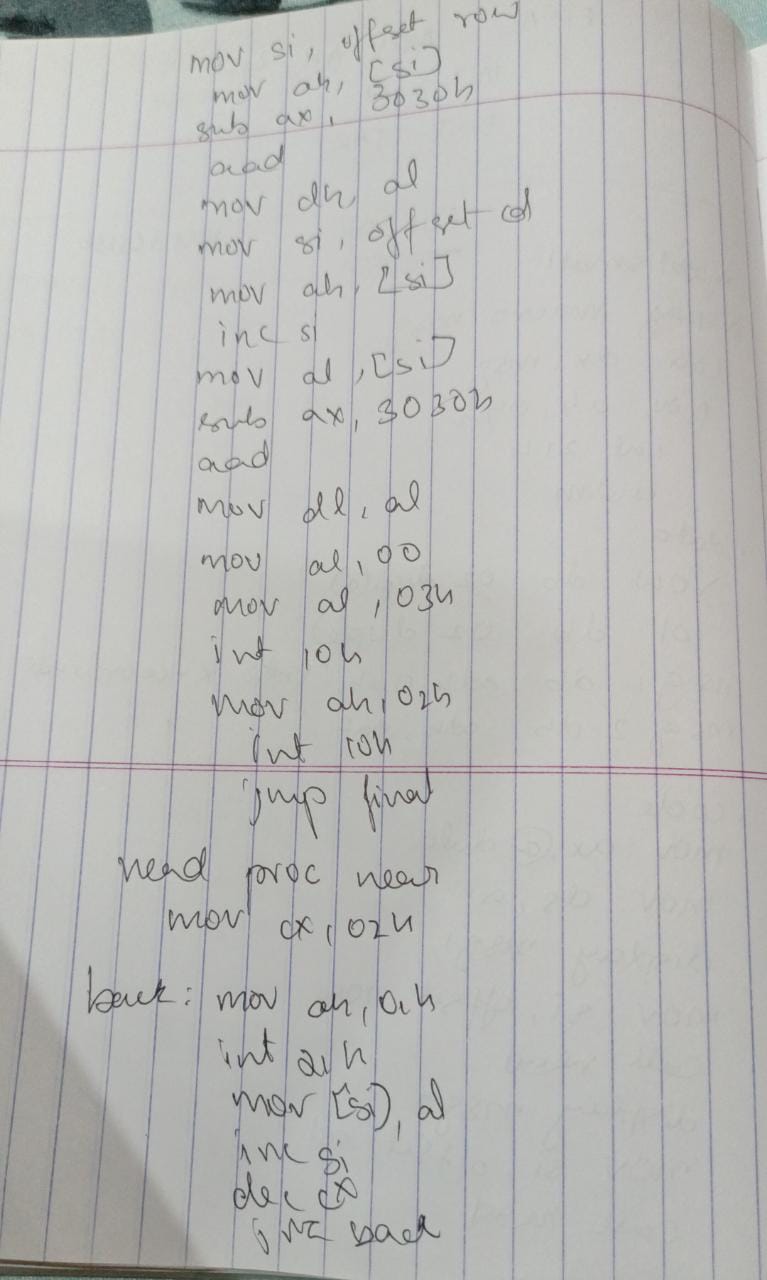 mov si, offset row
mov ah, [si]
sub ax, 3030h
aad
mov dh, al
mov si, offset col
mov ah, [si]
inc si
mov al, [si]
sub ax, 3030h
aad
mov dl, al
mov al, 00
mov al, 03h
int 10h
mov ah, 02h
int 10h
jmp final
read proc near
mov cx, 02h
back: mov ah, 01h
int 21h
mov [si], al
inc si
dec cx
jnz back